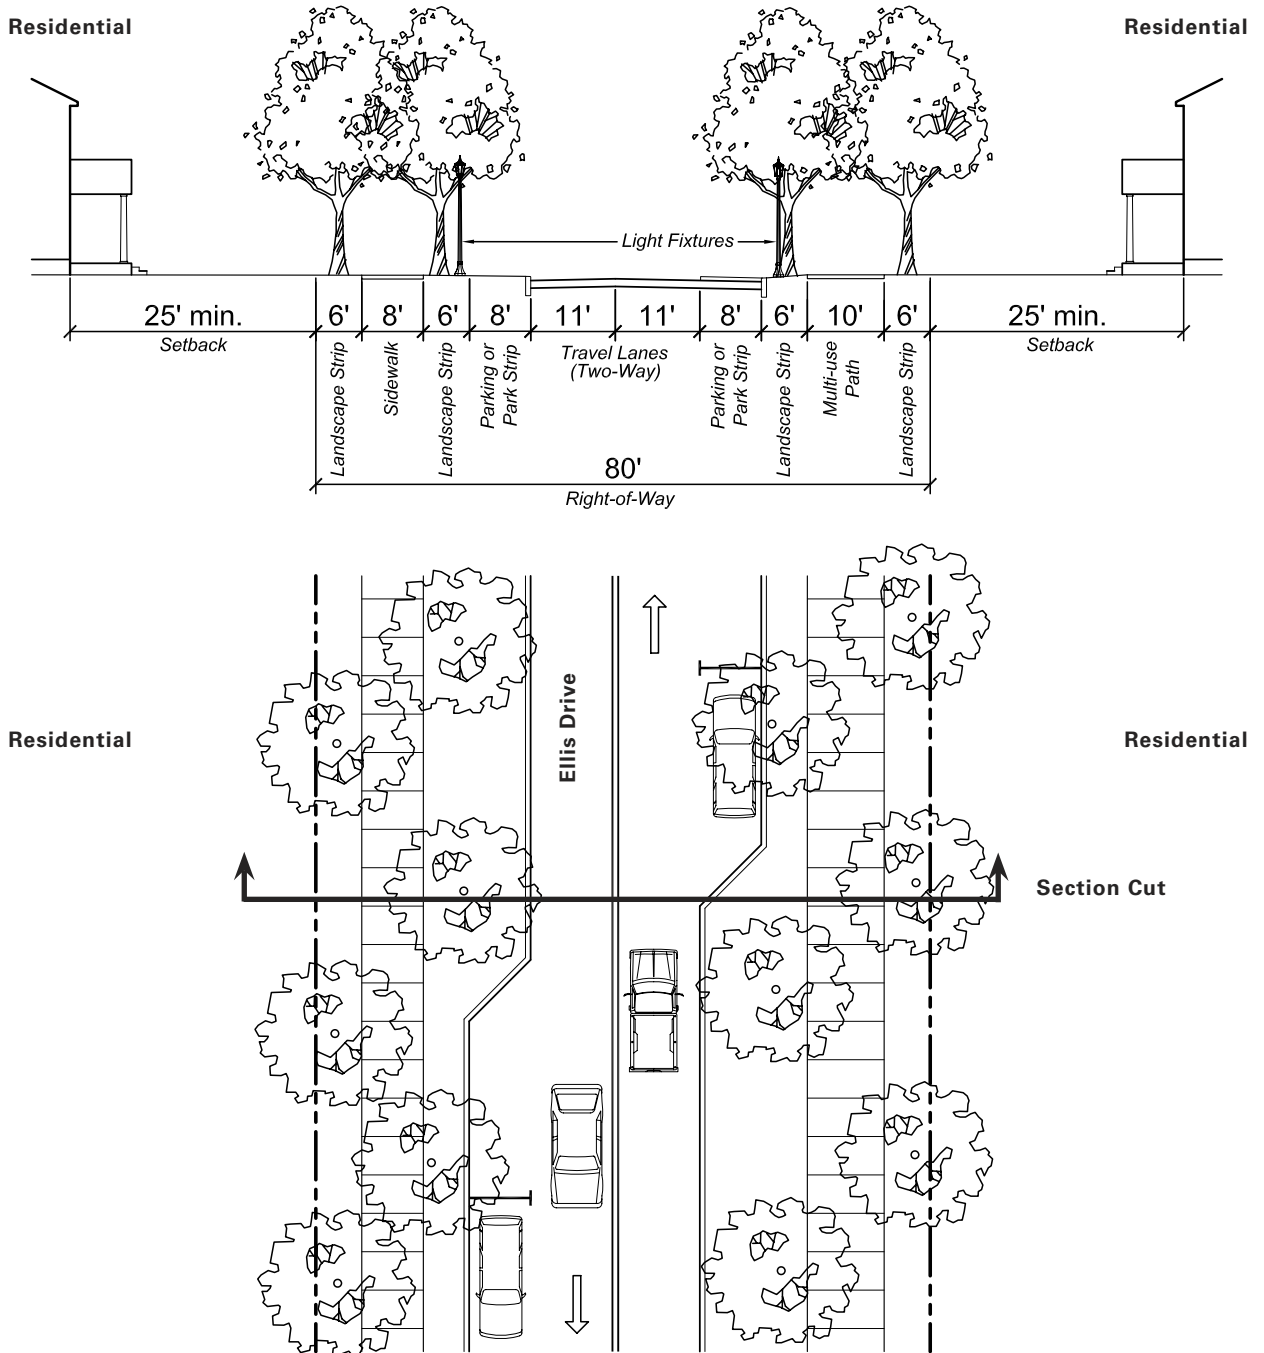 Residential
Residential
Light Fixtures
25' min.
6'
8'
6'
8'
11'
11'
8'
6'
10'
6'
25' min.
Setback
Landscape Strip
Sidewalk
Landscape Strip
Parking or
Park Strip
Travel Lanes
(Two-Way)
Parking or
Park Strip
Landscape Strip
Multi-use
Path
Landscape Strip
Setback
80'
Right-of-Way
Ellis Drive
Residential
Residential
Section Cut